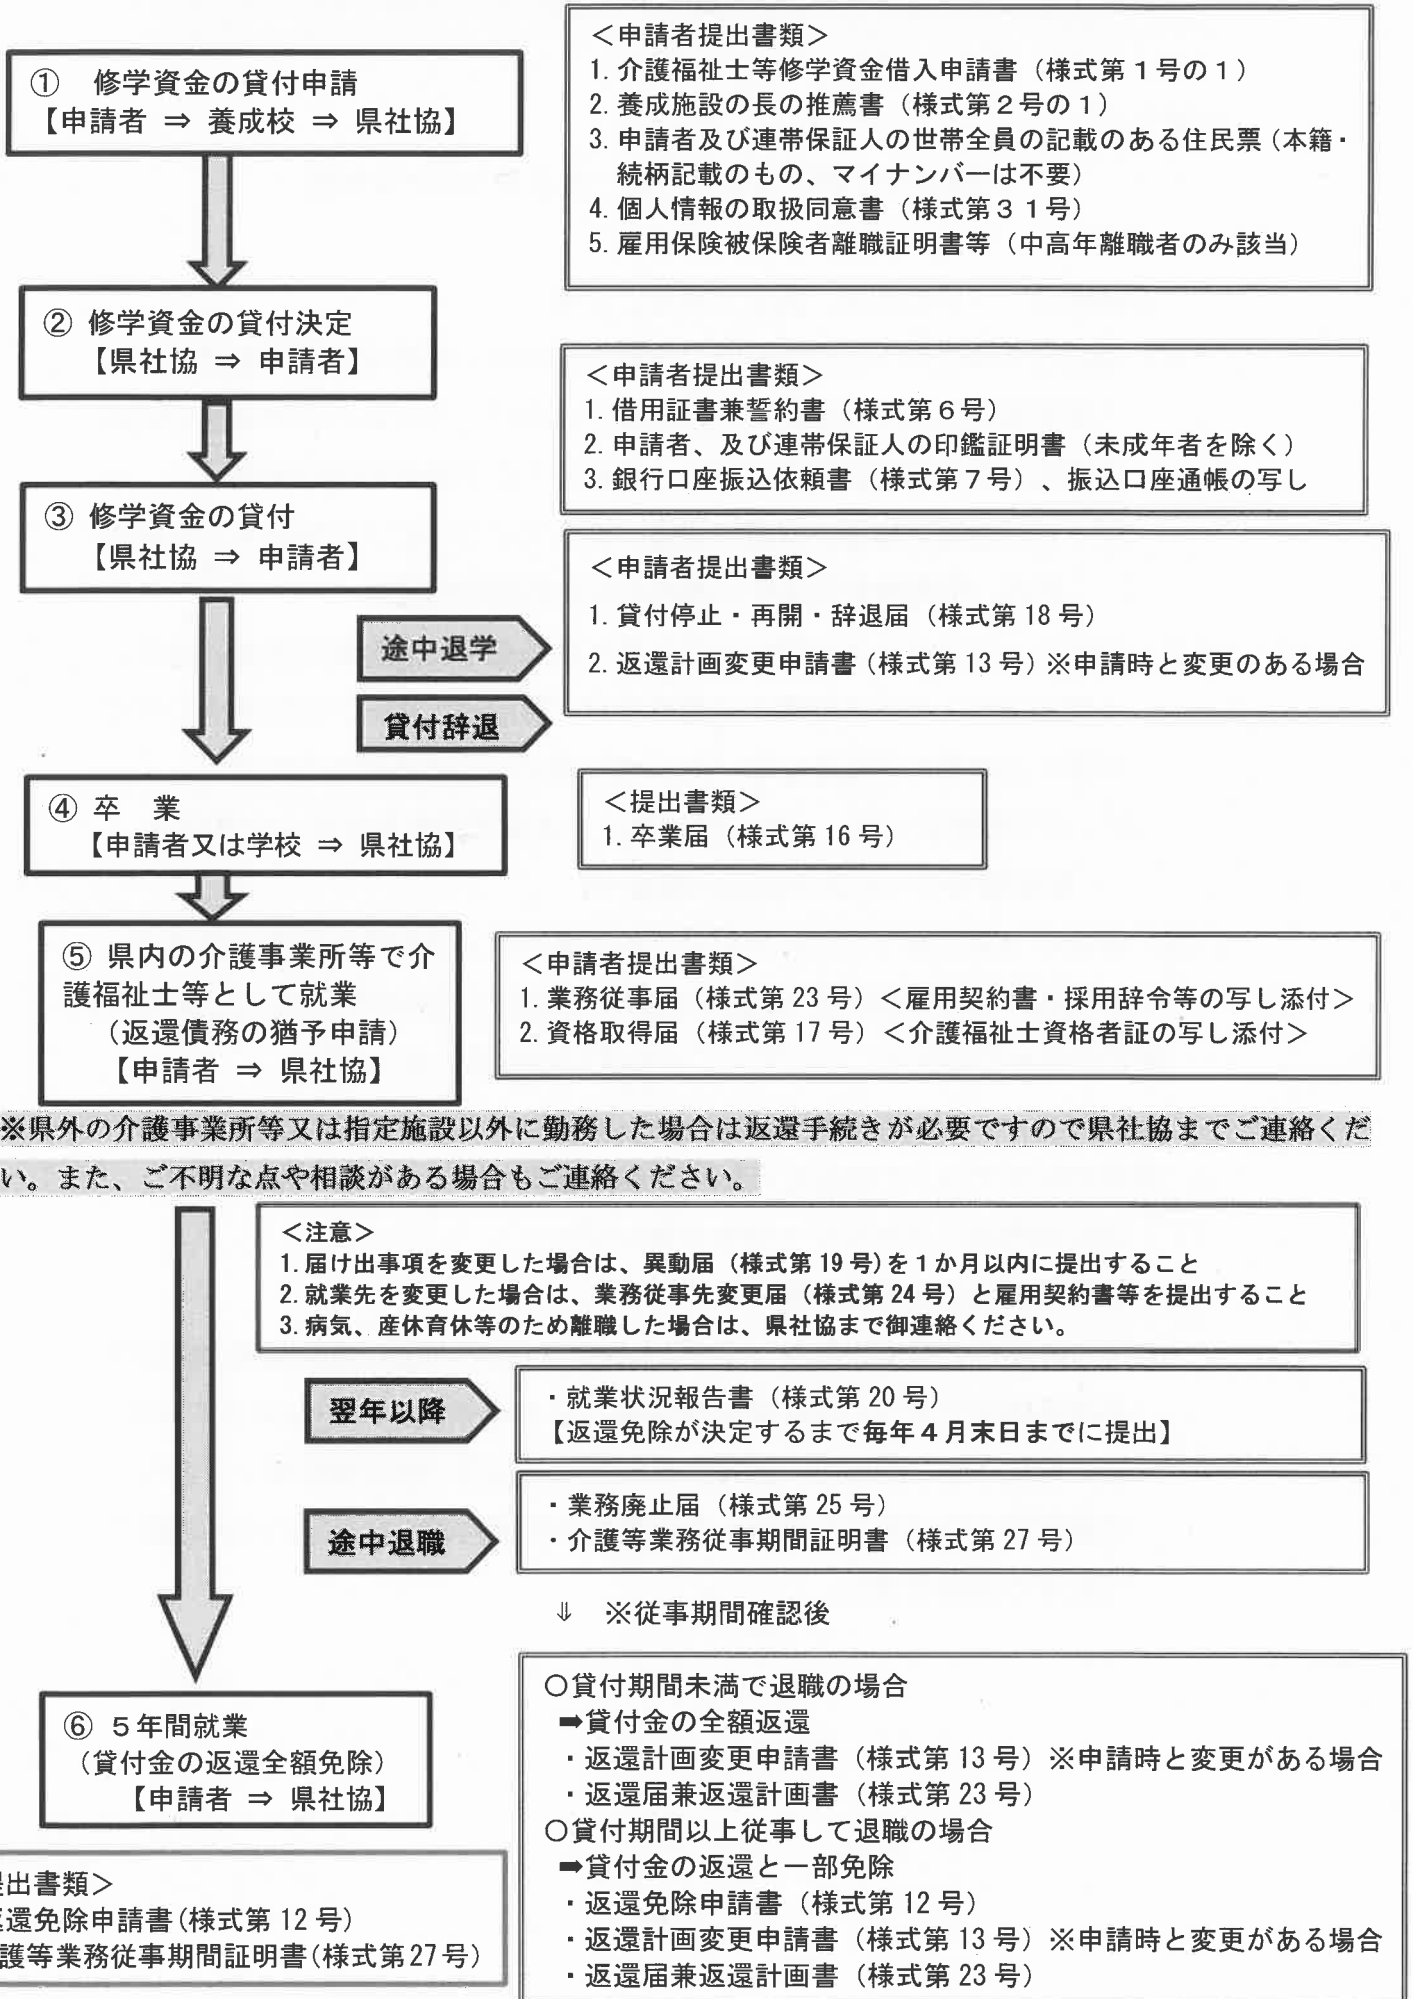 ① 修学資金の貸付申請
【申請者 ⇒ 養成校 ⇒ 県社協】
＜申請者提出書類＞
1. 介護福祉士等修学資金借入申請書（様式第１号の１）
2. 養成施設の長の推薦書（様式第２号の１）
3. 申請者及び連帯保証人の世帯全員の記載のある住民票（本籍・
続柄記載のもの、マイナンバーは不要）
4. 個人情報の取扱同意書（様式第３１号）
5. 雇用保険被保険者離職証明書等（中高年離職者のみ該当）
② 修学資金の貸付決定
【県社協 ⇒ 申請者】
＜申請者提出書類＞
1. 借用証書兼誓約書（様式第６号）
2. 申請者、及び連帯保証人の印鑑証明書（未成年者を除く）
3. 銀行口座振込依頼書（様式第７号）、振込口座通帳の写し
③ 修学資金の貸付
【県社協 ⇒ 申請者】
途中退学
貸付辞退
＜申請者提出書類＞
1. 貸付停止・再開・辞退届（様式第 18 号）
2. 返還計画変更申請書（様式第 13 号）※申請時と変更のある場合
④ 卒　業
【申請者又は学校 ⇒ 県社協】
＜提出書類＞
1. 卒業届（様式第 16 号）
⑤ 県内の介護事業所等で介
護福祉士等として就業
（返還債務の猶予申請）
【申請者 ⇒ 県社協】
＜申請者提出書類＞
1. 業務従事届（様式第 23 号）＜雇用契約書・採用辞令等の写し添付＞
2. 資格取得届（様式第 17 号）＜介護福祉士資格者証の写し添付＞
※県外の介護事業所等又は指定施設以外に勤務した場合は返還手続きが必要ですので県社協までご連絡くだ
い。また、ご不明な点や相談がある場合もご連絡ください。
＜注意＞
1. 届け出事項を変更した場合は、異動届（様式第 19 号）を１か月以内に提出すること
2. 就業先を変更した場合は、業務従事先変更届（様式第 24 号）と雇用契約書等を提出すること
3. 病気、産休育休等のため離職した場合は、県社協まで御連絡ください。
翌年以降
・就業状況報告書（様式第 20 号）
【返還免除が決定するまで毎年４月末日までに提出】
途中退職
・業務廃止届（様式第 25 号）
・介護等業務従事期間証明書（様式第 27 号）
⇓ ※従事期間確認後
⑥ ５年間就業
（貸付金の返還全額免除）
【申請者 ⇒ 県社協】
出書類＞
還免除申請書（様式第 12 号）
護等業務従事期間証明書（様式第27号）
○貸付期間未満で退職の場合
➡貸付金の全額返還
・返還計画変更申請書（様式第 13 号）※申請時と変更がある場合
・返還届兼返還計画書（様式第 23 号）
○貸付期間以上従事して退職の場合
➡貸付金の返還と一部免除
・返還免除申請書（様式第 12 号）
・返還計画変更申請書（様式第 13 号）※申請時と変更がある場合
・返還届兼返還計画書（様式第 23 号）